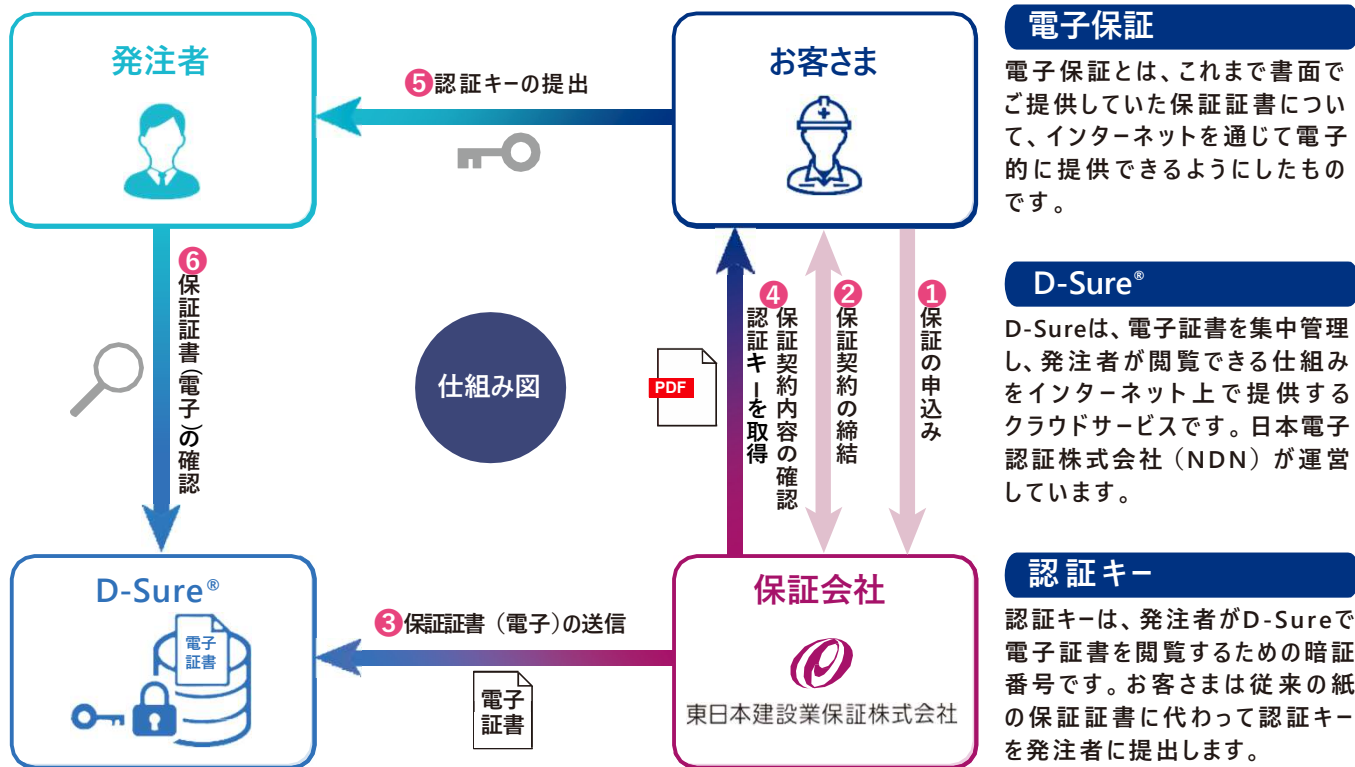 発注者
お客さま
❺認証キーの提出
❻保証証書(電子)の確認
仕組み図
PDF
❹保証契約内容の確認
認証キーを取得
❷保証契約の締結
❶保証の申込み
D-Sure®
電子
証書
❸保証証書（電子）の送信
電子
証書
保証会社
東日本建設業保証株式会社
電子保証
電子保証とは、これまで書面で
ご提供していた保証証書につい
て、インターネットを通じて電子
的に提供できるようにしたもの
です。
D-Sure®
D-Sureは、電子証書を集中管理
し、発注者が閲覧できる仕組み
をインターネット上で提供する
クラウドサービスです。日本電子
認証株式会社（NDN）が運営
しています。
認証キー
認証キーは、発注者がD-Sureで
電子証書を閲覧するための暗証
番号です。お客さまは従来の紙
の保証証書に代わって認証キー
を発注者に提出します。